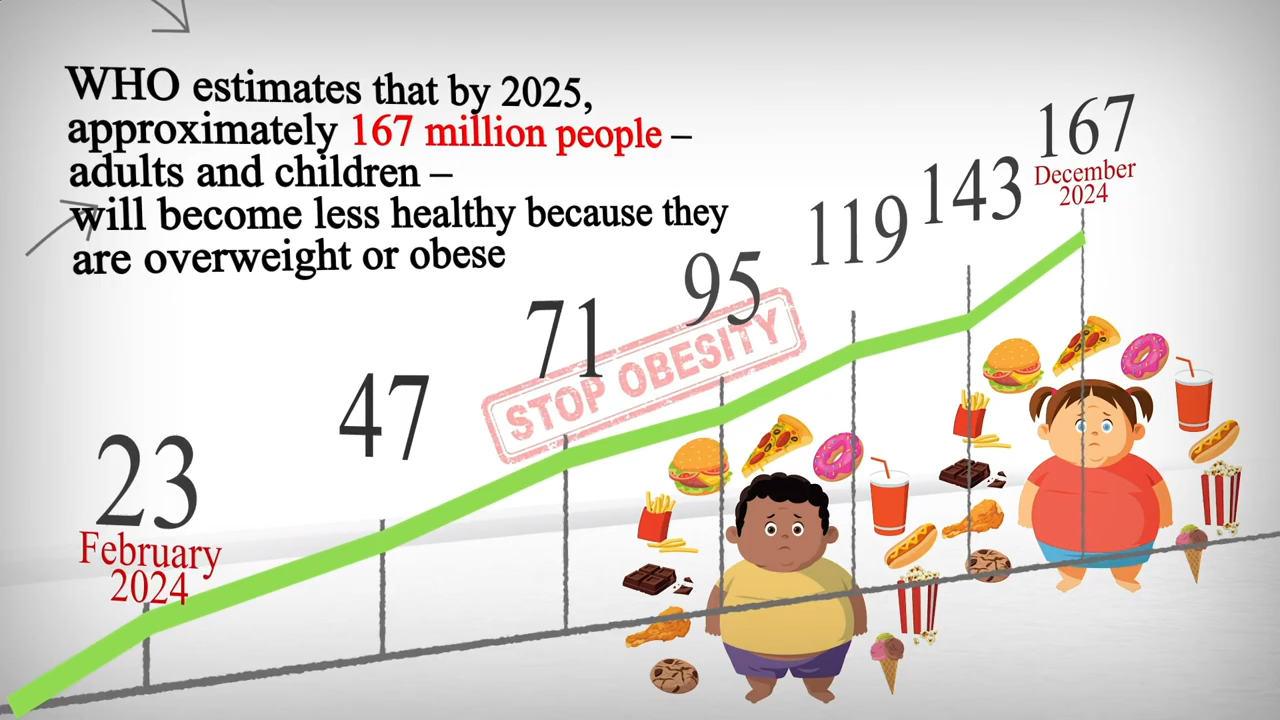 WHO estimates that by 2025,
approximately 167 million people –
adults and children –
will become less healthy because they
are overweight or obese
23
February
2024
47
71
95
119
143
167
December
2024
STOP OBESITY